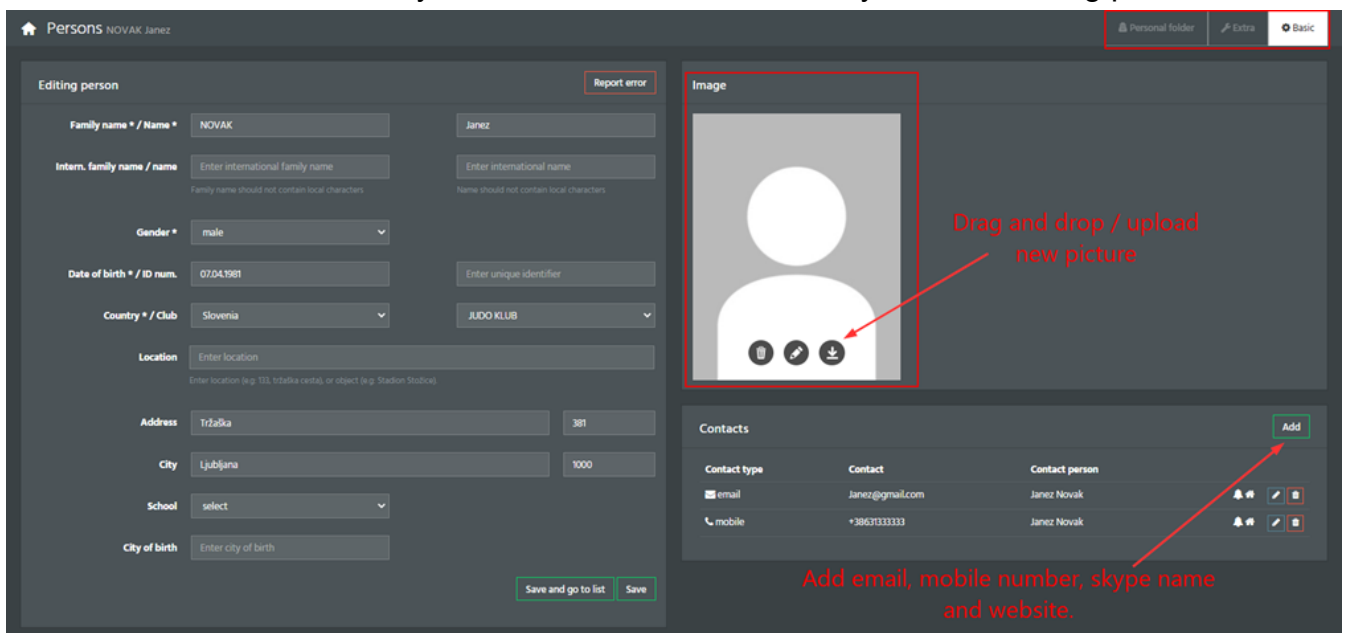 Persons NOVAK Janez
Personal folder
Extra
Basic
Editing person
Report error
Family name * / Name *
NOVAK
Janez
Intern. family name / name
Enter international family name
Enter international name
Family name should not contain local characters
Name should not contain local characters
Gender *
male
Date of birth * / ID num.
07.04.1981
Enter unique identifier
Country * / Club
Slovenia
JUDO KLUB
Location
Enter location
Enter location (e.g: 133, tržaška cesta), or object (e.g: Stadion Stožice).
Address
Tržaška
381
City
Ljubljana
1000
School
select
City of birth
Enter city of birth
Save and go to list
Save
Image
Drag and drop / upload
new picture
Contacts
Add
Contact type
Contact
Contact person
email
Janez@gmail.com
Janez Novak
mobile
+38631333333
Janez Novak
Add email, mobile number, skype name
and website.